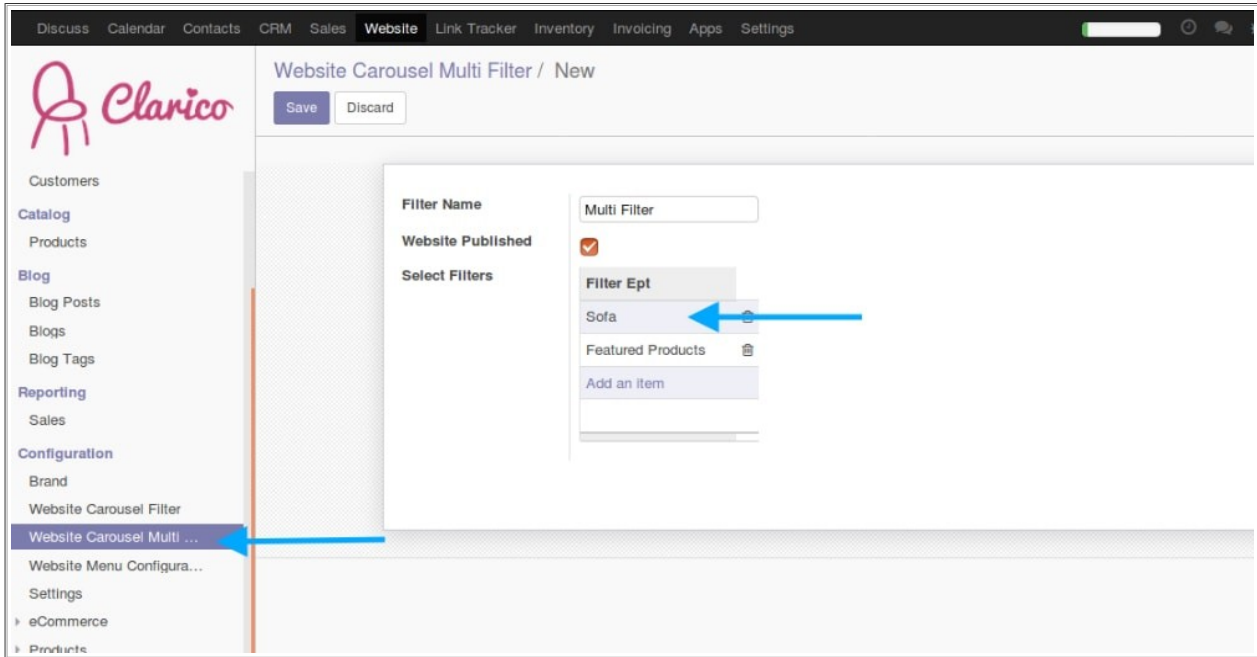 Discuss Calendar Contacts CRM Sales Website Link Tracker Inventory Invoicing Apps Settings
Clarico
Website Carousel Multi Filter / New
Save Discard
Customers
Catalog
Products
Blog
Blog Posts
Blogs
Blog Tags
Reporting
Sales
Configuration
Brand
Website Carousel Filter
Website Carousel Multi ...
Website Menu Configura...
Settings
eCommerce
Products
Filter Name Multi Filter
Website Published
Select Filters
Filter Ept
Sofa
Featured Products
Add an item